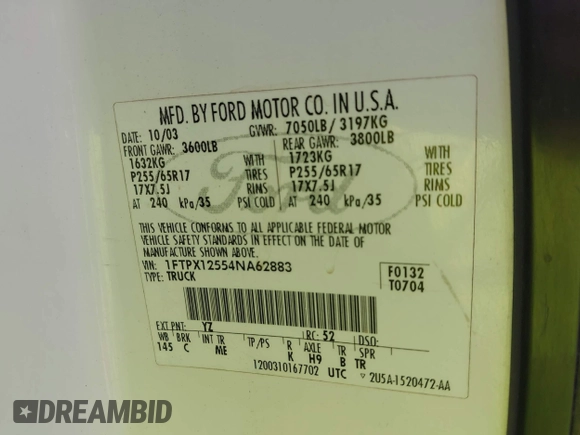 MFD. BY FORD MOTOR CO. IN U.S.A.
DATE: 10/03 GVWR: 7050LB/ 3197KG
FRONT GAWR: 3600LB REAR GAWR: 3800LB
1632KG WITH 1723KG WITH
P255/65R17 TIRES P255/65R17 TIRES
17X7.5J RIMS 17X7.5J RIMS
AT 240 kPa/35 PSI COLD AT 240 kPa/35 PSI COLD
Ford
THIS VEHICLE CONFORMS TO ALL APPLICABLE FEDERAL MOTOR
VEHICLE SAFETY STANDARDS IN EFFECT ON THE DATE OF
MANUFACTURE SHOWN ABOVE.
VIN: 1FTPX12554NA62883 F0132
TYPE: TRUCK T0704
EXT PNT: YZ RC: 52 DSO:
WB BRK INT TR TP/PS R AXLE TR SPR
145 C ME K H9 B TR
1200310167702 UTC 2U5A-1520472-AA
DREAMBID